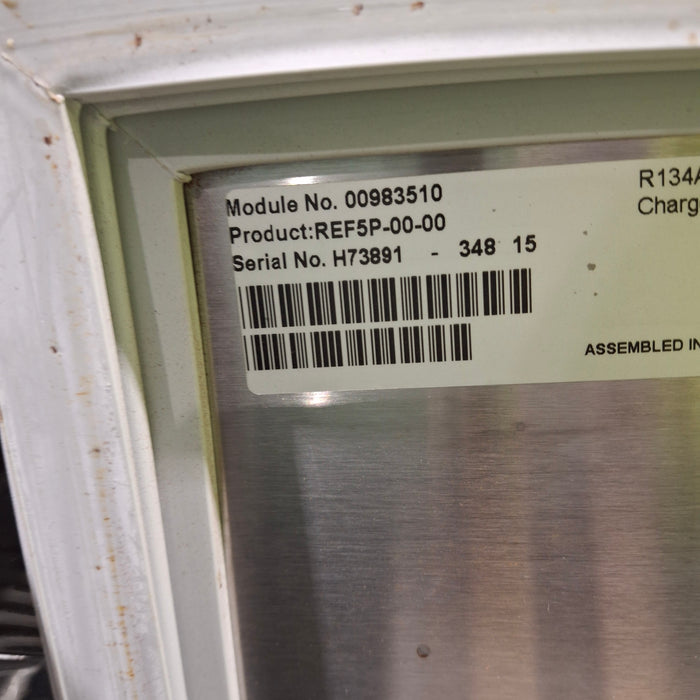 Module No. 00983510
Product:REF5P-00-00
Serial No. H73891 - 348 15
R134A
Charg
ASSEMBLED IN